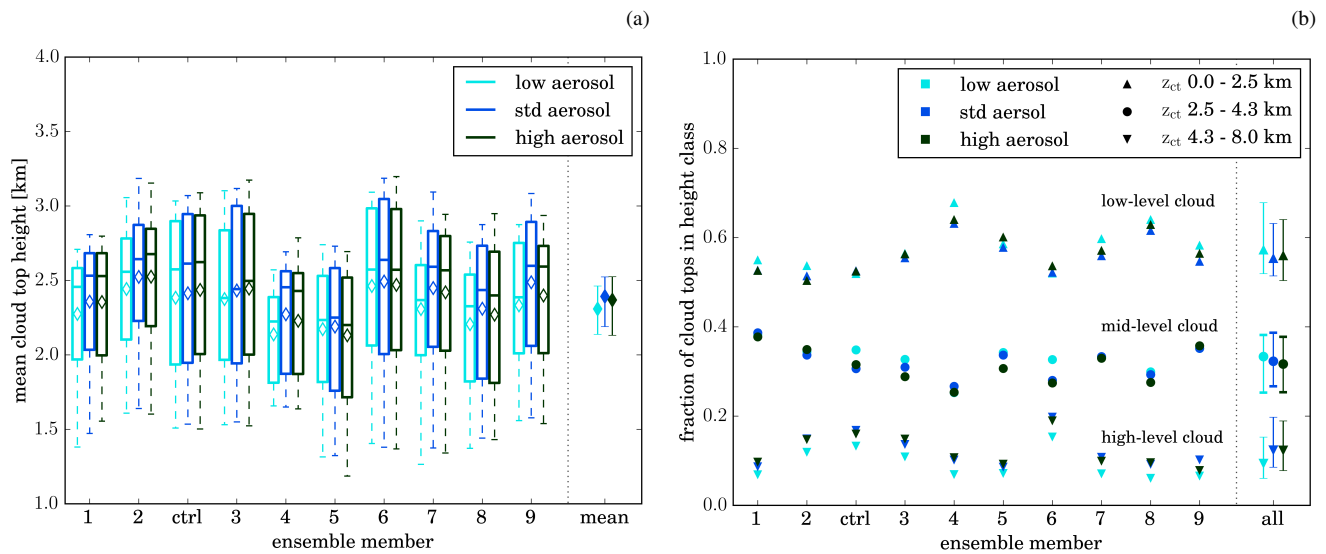 (a)
mean cloud top height [km]
4.0
3.5
3.0
2.5
2.0
1.5
1.0
low aerosol
std aerosol
high aerosol
1 2 ctrl 3 4 5 6 7 8 9 mean
ensemble member
(b)
fraction of cloud tops in height class
1.0
0.8
0.6
0.4
0.2
0.0
low aerosol
std aersol
high aerosol
zct 0.0 - 2.5 km
zct 2.5 - 4.3 km
zct 4.3 - 8.0 km
low-level cloud
mid-level cloud
high-level cloud
1 2 ctrl 3 4 5 6 7 8 9 all
ensemble member